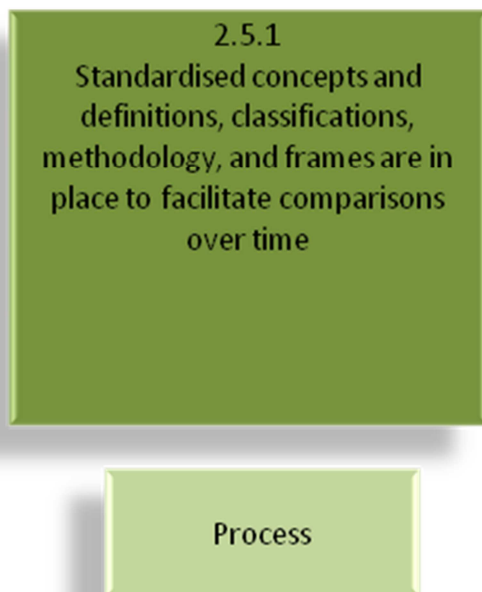 2.5.1
Standardised concepts and
definitions, classifications,
methodology, and frames are in
place to facilitate comparisons
over time
Process